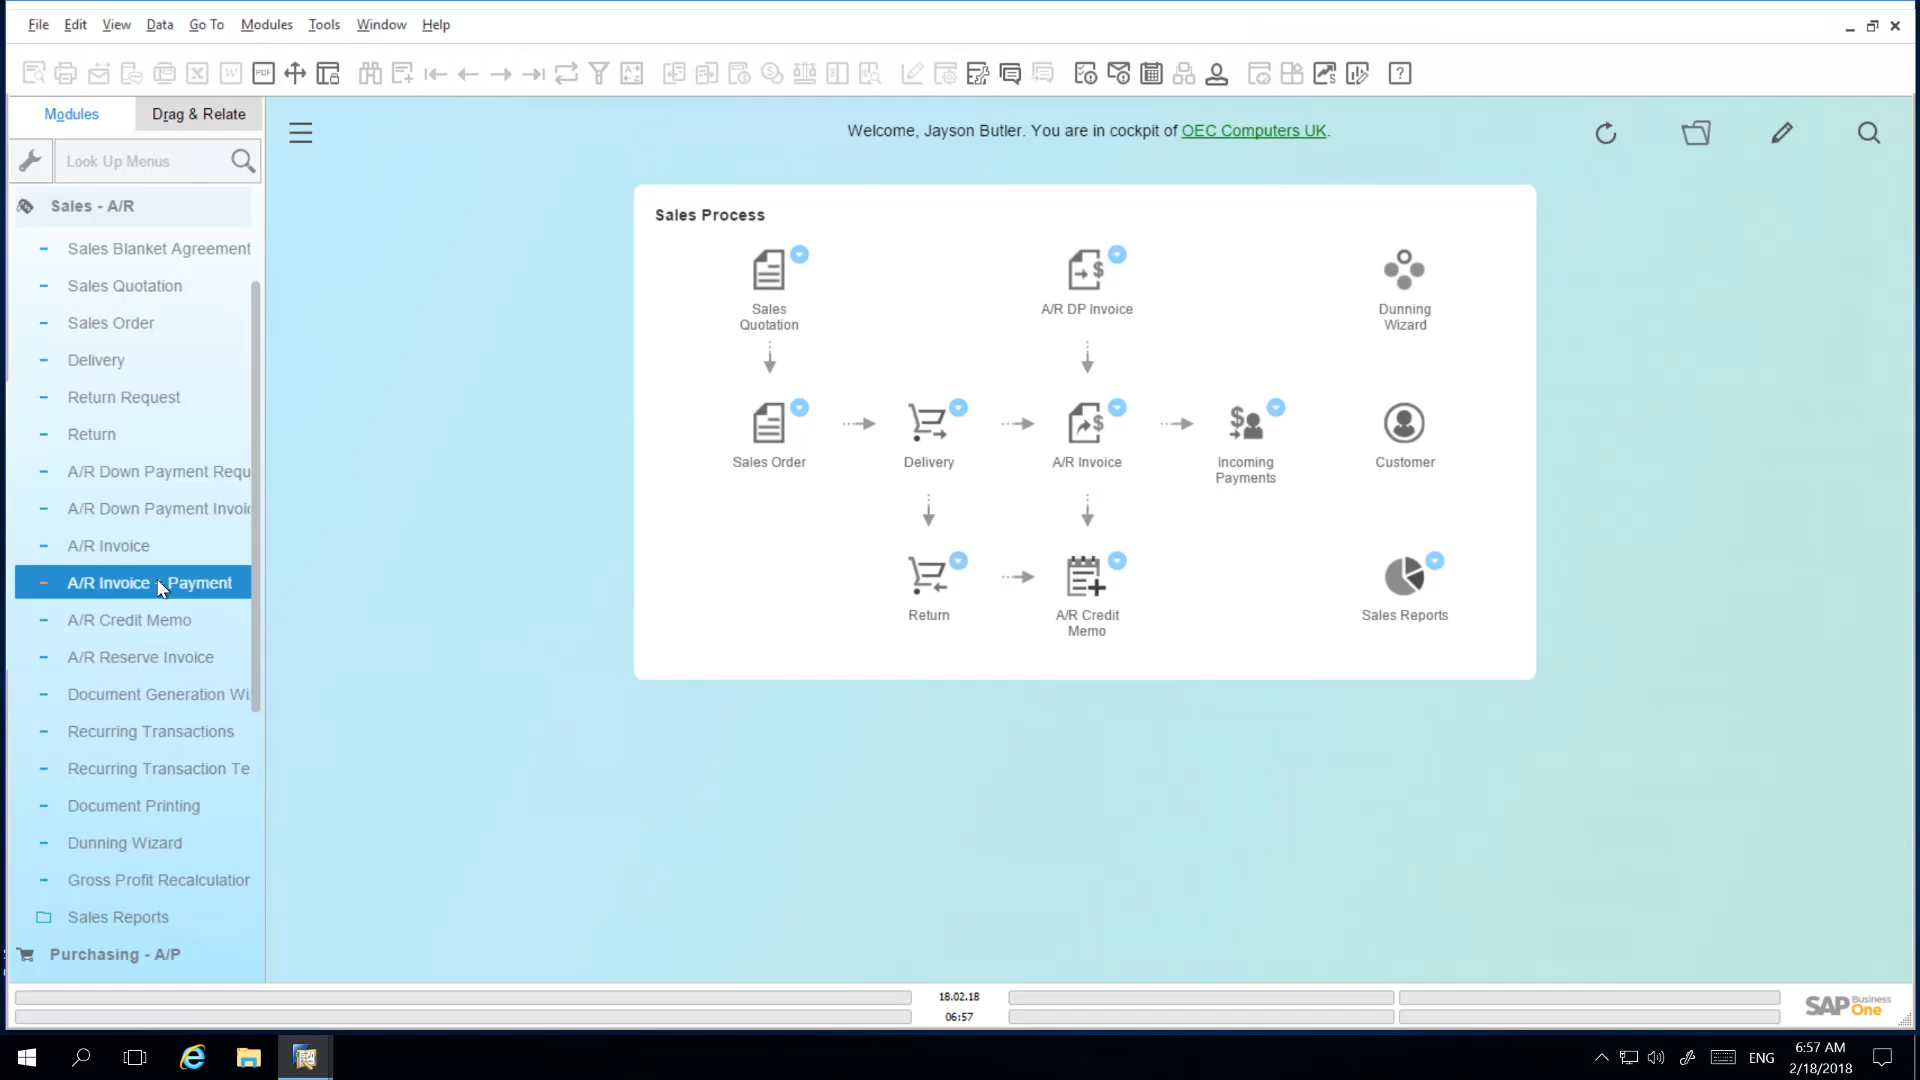 File Edit View Data Go To Modules Tools Window Help
Modules
Drag & Relate
Look Up Menus
Welcome, Jayson Butler. You are in cockpit of OEC Computers UK.
Sales - A/R
Sales Blanket Agreement
Sales Quotation
Sales Order
Delivery
Return Request
Return
A/R Down Payment Requ
A/R Down Payment Invoi
A/R Invoice
A/R Invoice + Payment
A/R Credit Memo
A/R Reserve Invoice
Document Generation Wi
Recurring Transactions
Recurring Transaction Te
Document Printing
Dunning Wizard
Gross Profit Recalculation
Sales Reports
Purchasing - A/P
Sales Process
Sales
Quotation
A/R DP Invoice
Dunning
Wizard
Sales Order
Delivery
A/R Invoice
Incoming
Payments
Customer
Return
A/R Credit
Memo
Sales Reports
18.02.18
06:57
SAP Business
One
ENG
6:57 AM
2/18/2018